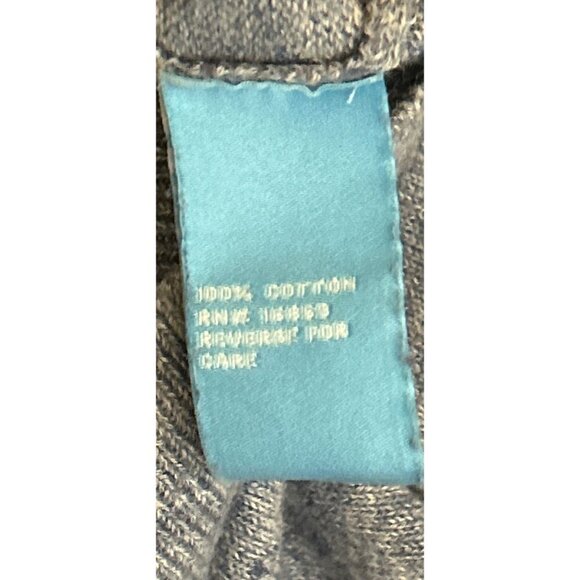 100% COTTON
RN#
REVERSE FOR
CARE